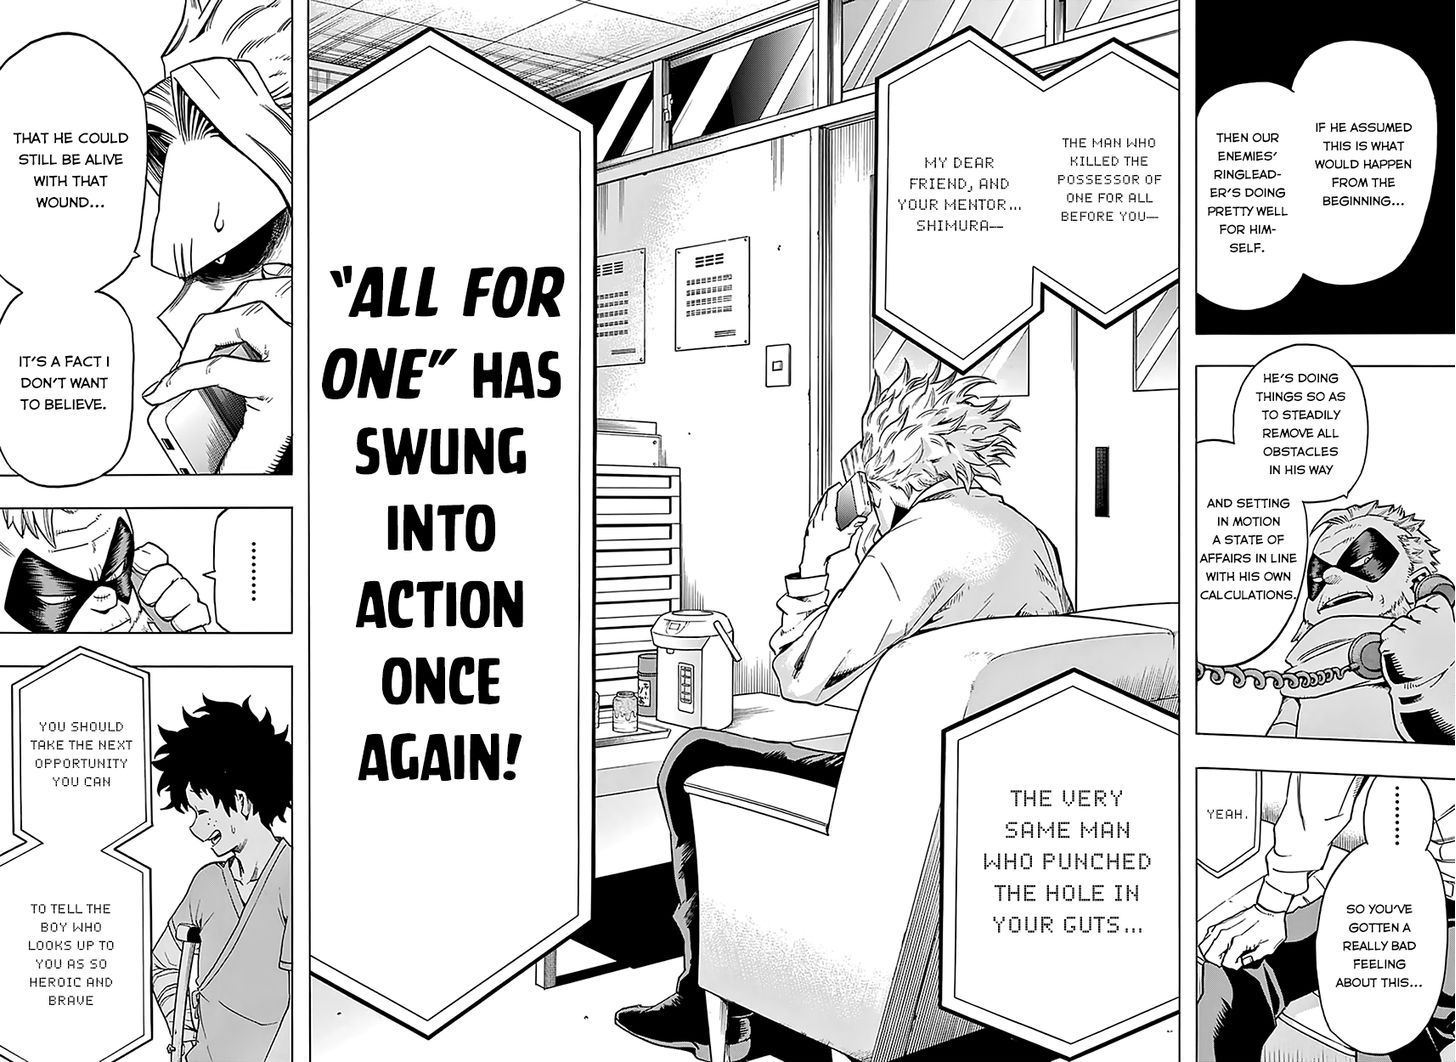 IF HE ASSUMED
THIS IS WHAT
WOULD HAPPEN
FROM THE
BEGINNING...
THEN OUR
ENEMIES'
RINGLEAD-
ER'S DOING
PRETTY WELL
FOR HIM-
SELF.
HE'S DOING
THINGS SO AS
TO STEADILY
REMOVE ALL
OBSTACLES
IN HIS WAY
AND SETTING
IN MOTION
A STATE OF
AFFAIRS IN LINE
WITH HIS OWN
CALCULATIONS.
........
SO YOU'VE
GOTTEN A
REALLY BAD
FEELING
ABOUT THIS...
YEAH.
THE MAN WHO
KILLED THE
POSSESSOR OF
ONE FOR ALL
BEFORE YOU—
MY DEAR
FRIEND, AND
YOUR MENTOR...
SHIMURA—
THE VERY
SAME MAN
WHO PUNCHED
THE HOLE IN
YOUR GUTS...
"ALL FOR
ONE" HAS
SWUNG
INTO
ACTION
ONCE
AGAIN!
THAT HE COULD
STILL BE ALIVE
WITH THAT
WOUND...
IT'S A FACT I
DON'T WANT
TO BELIEVE.
........
YOU SHOULD
TAKE THE NEXT
OPPORTUNITY
YOU CAN
TO TELL THE
BOY WHO
LOOKS UP TO
YOU AS SO
HEROIC AND
BRAVE